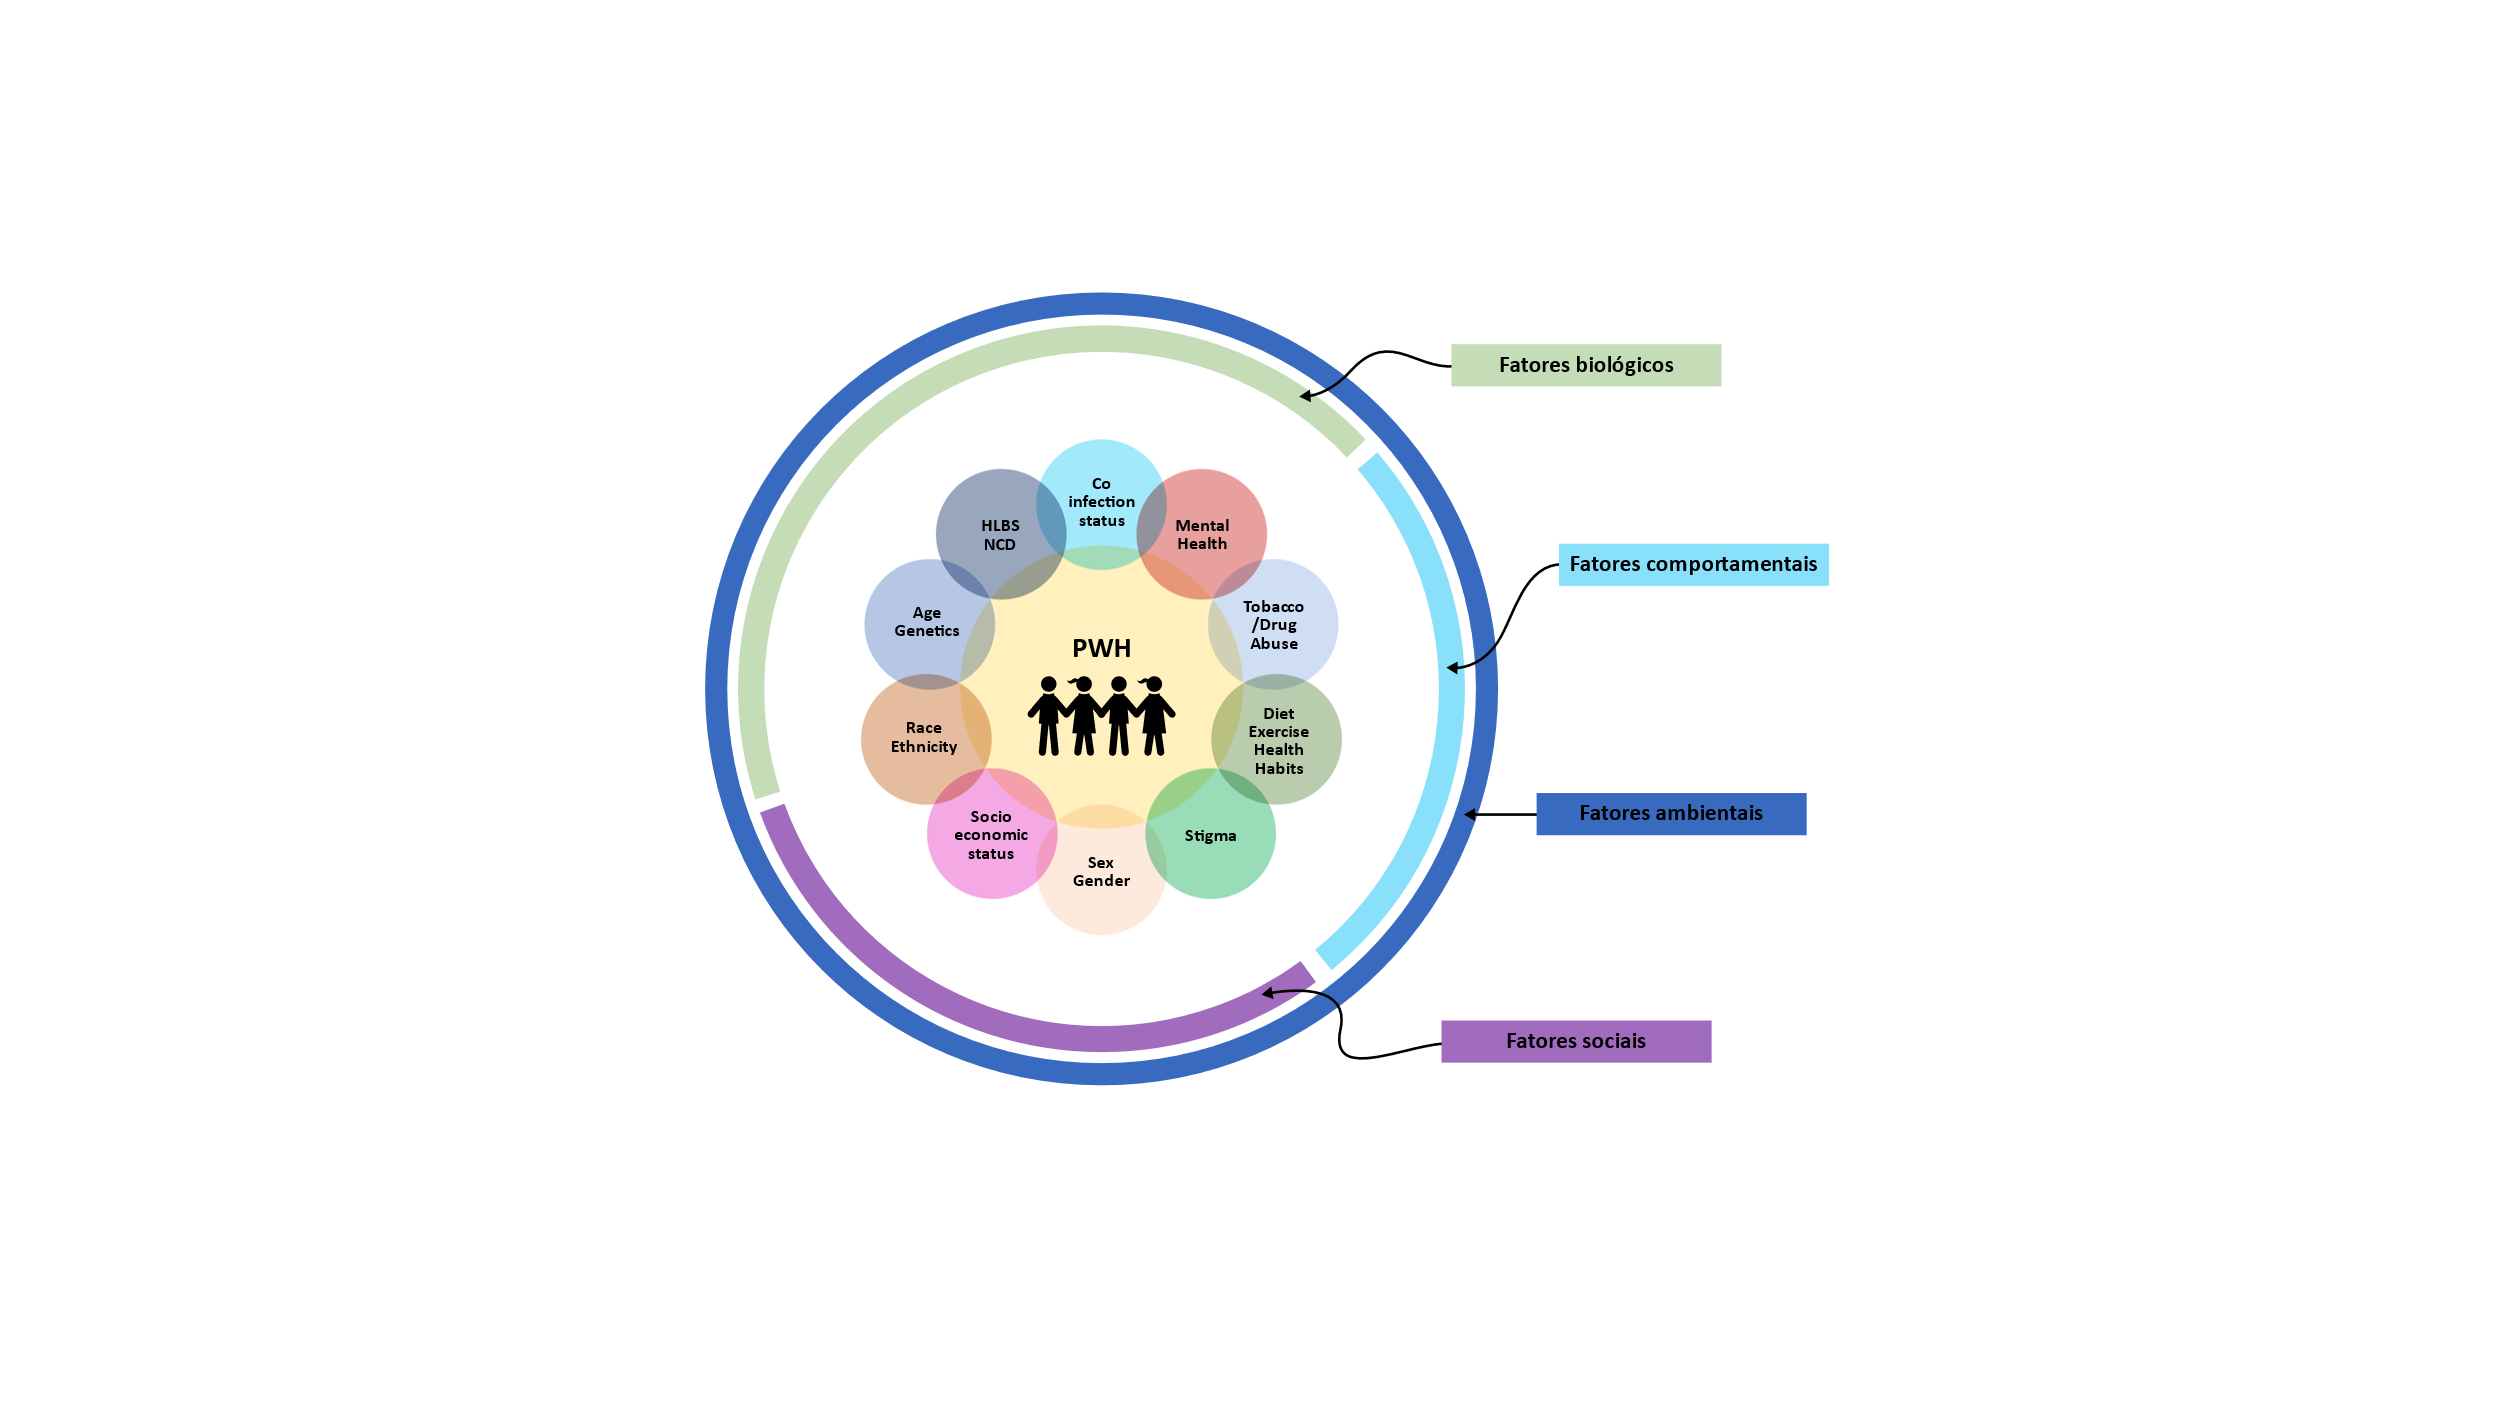 Fatores biológicos
Co
infection
status
HLBS
NCD
Mental
Health
Fatores comportamentais
Age
Genetics
Tobacco
/Drug
Abuse
PWH
Race
Ethnicity
Diet
Exercise
Health
Habits
Fatores ambientais
Socio
economic
status
Stigma
Sex
Gender
Fatores sociais